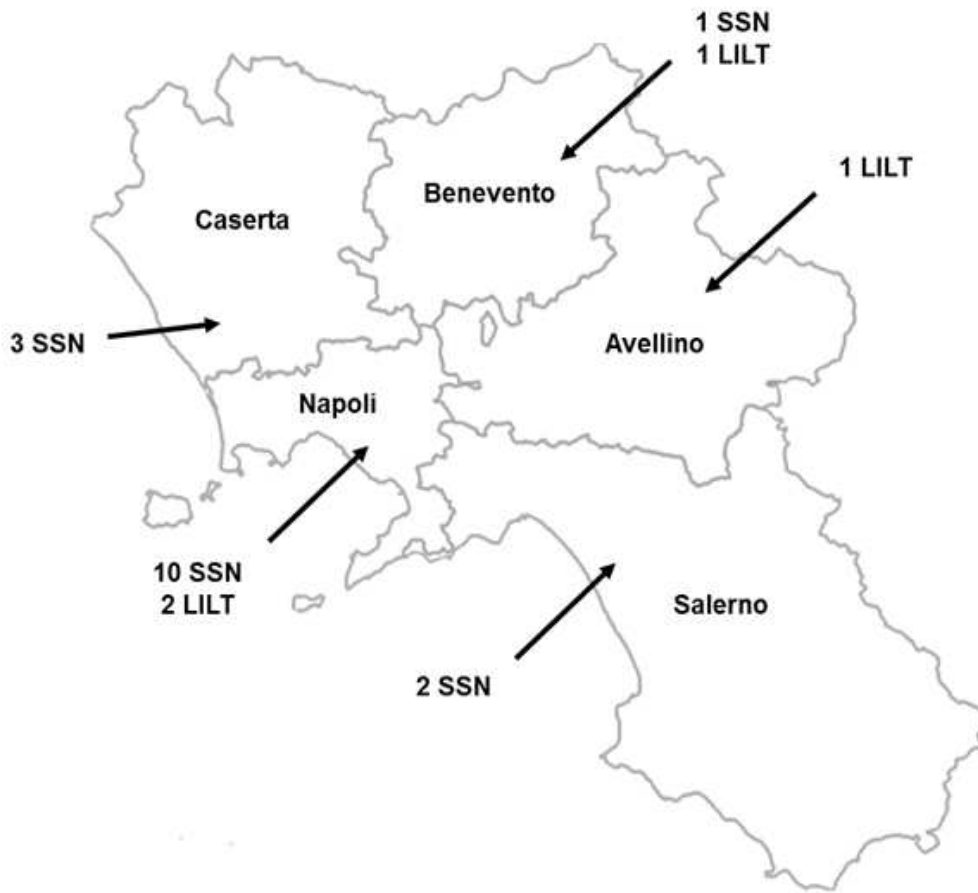 1 SSN
1 LILT
1 LILT
Benevento
Caserta
3 SSN
Avellino
Napoli
10 SSN
2 LILT
Salerno
2 SSN